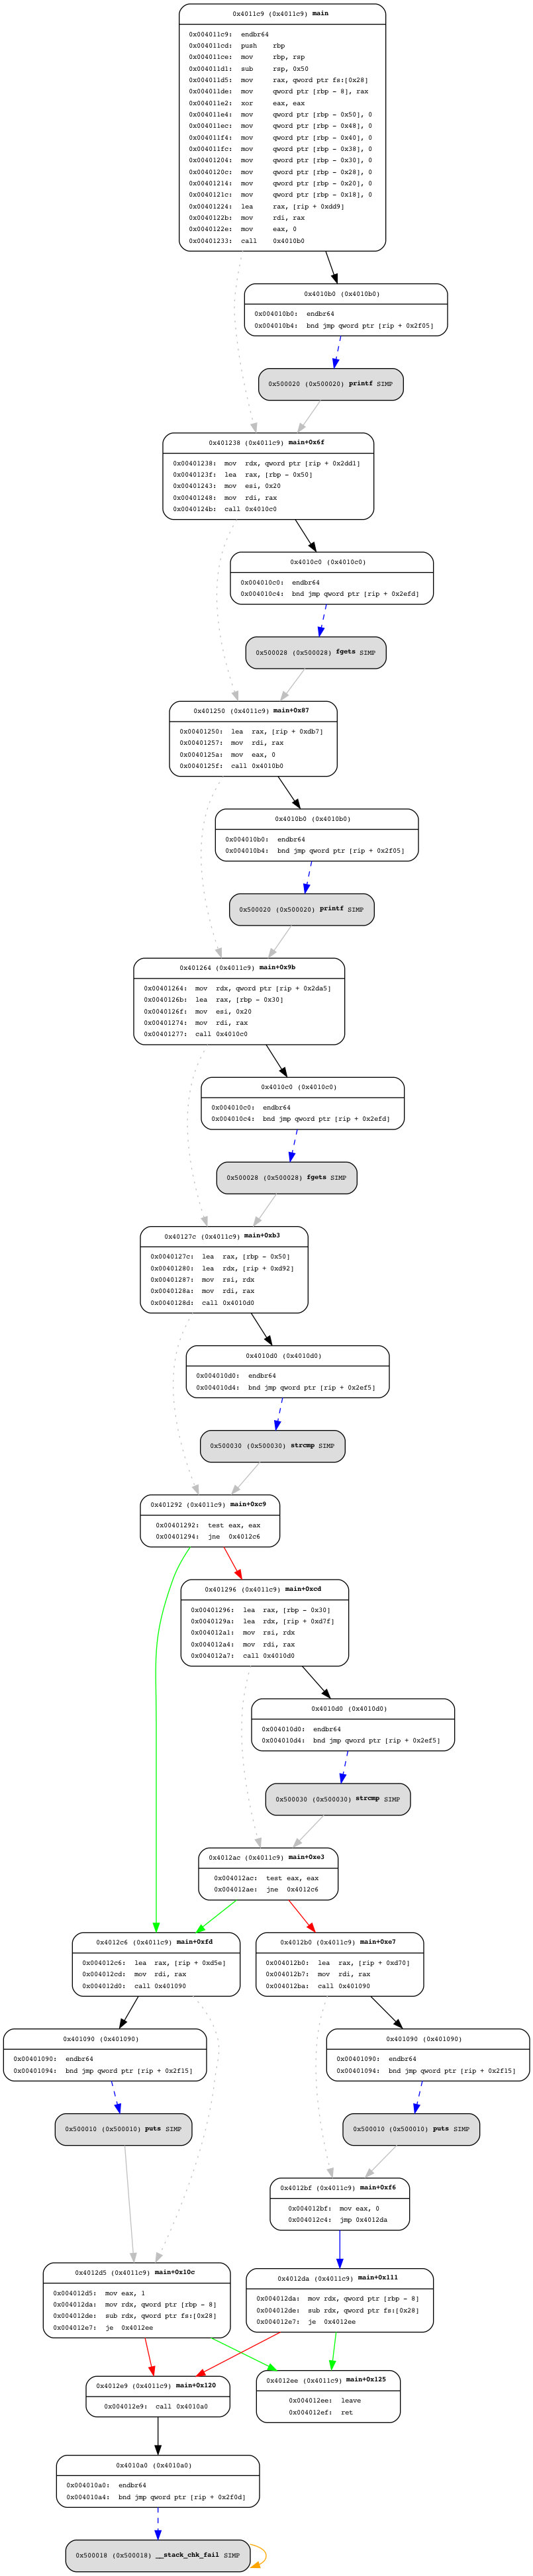 0x4011c9 (0x4011c9) main
0x004011c9: endbr64
0x004011cd: push rbp
0x004011ce: mov rbp, rsp
0x004011d1: sub rsp, 0x50
0x004011d5: mov rax, qword ptr fs:[0x28]
0x004011de: mov qword ptr [rbp - 8], rax
0x004011e2: xor eax, eax
0x004011e4: mov qword ptr [rbp - 0x50], 0
0x004011ec: mov qword ptr [rbp - 0x48], 0
0x004011f4: mov qword ptr [rbp - 0x40], 0
0x004011fc: mov qword ptr [rbp - 0x38], 0
0x00401204: mov qword ptr [rbp - 0x30], 0
0x0040120c: mov qword ptr [rbp - 0x28], 0
0x00401214: mov qword ptr [rbp - 0x20], 0
0x0040121c: mov qword ptr [rbp - 0x18], 0
0x00401224: lea rax, [rip + 0xdd9]
0x0040122b: mov rdi, rax
0x0040122e: mov eax, 0
0x00401233: call 0x4010b0
0x4010b0 (0x4010b0)
0x004010b0: endbr64
0x004010b4: bnd jmp qword ptr [rip + 0x2f05]
0x500020 (0x500020) printf SIMP
0x401238 (0x4011c9) main+0x6f
0x00401238: mov rdx, qword ptr [rip + 0x2dd1]
0x0040123f: lea rax, [rbp - 0x50]
0x00401243: mov esi, 0x20
0x00401248: mov rdi, rax
0x0040124b: call 0x4010c0
0x4010c0 (0x4010c0)
0x004010c0: endbr64
0x004010c4: bnd jmp qword ptr [rip + 0x2efd]
0x500028 (0x500028) fgets SIMP
0x401250 (0x4011c9) main+0x87
0x00401250: lea rax, [rip + 0xdb7]
0x00401257: mov rdi, rax
0x0040125a: mov eax, 0
0x0040125f: call 0x4010b0
0x4010b0 (0x4010b0)
0x004010b0: endbr64
0x004010b4: bnd jmp qword ptr [rip + 0x2f05]
0x500020 (0x500020) printf SIMP
0x401264 (0x4011c9) main+0x9b
0x00401264: mov rdx, qword ptr [rip + 0x2da5]
0x0040126b: lea rax, [rbp - 0x30]
0x0040126f: mov esi, 0x20
0x00401274: mov rdi, rax
0x00401277: call 0x4010c0
0x4010c0 (0x4010c0)
0x004010c0: endbr64
0x004010c4: bnd jmp qword ptr [rip + 0x2efd]
0x500028 (0x500028) fgets SIMP
0x40127c (0x4011c9) main+0xb3
0x0040127c: lea rax, [rbp - 0x50]
0x00401280: lea rdx, [rip + 0xd92]
0x00401287: mov rsi, rdx
0x0040128a: mov rdi, rax
0x0040128d: call 0x4010d0
0x4010d0 (0x4010d0)
0x004010d0: endbr64
0x004010d4: bnd jmp qword ptr [rip + 0x2ef5]
0x500030 (0x500030) strcmp SIMP
0x401292 (0x4011c9) main+0xc9
0x00401292: test eax, eax
0x00401294: jne 0x4012c6
0x401296 (0x4011c9) main+0xcd
0x00401296: lea rax, [rbp - 0x30]
0x0040129a: lea rdx, [rip + 0xd7f]
0x004012a1: mov rsi, rdx
0x004012a4: mov rdi, rax
0x004012a7: call 0x4010d0
0x4010d0 (0x4010d0)
0x004010d0: endbr64
0x004010d4: bnd jmp qword ptr [rip + 0x2ef5]
0x500030 (0x500030) strcmp SIMP
0x4012ac (0x4011c9) main+0xe3
0x004012ac: test eax, eax
0x004012ae: jne 0x4012c6
0x4012c6 (0x4011c9) main+0xfd
0x004012c6: lea rax, [rip + 0xd5e]
0x004012cd: mov rdi, rax
0x004012d0: call 0x401090
0x4012b0 (0x4011c9) main+0xe7
0x004012b0: lea rax, [rip + 0xd70]
0x004012b7: mov rdi, rax
0x004012ba: call 0x401090
0x401090 (0x401090)
0x00401090: endbr64
0x00401094: bnd jmp qword ptr [rip + 0x2f15]
0x401090 (0x401090)
0x00401090: endbr64
0x00401094: bnd jmp qword ptr [rip + 0x2f15]
0x500010 (0x500010) puts SIMP
0x500010 (0x500010) puts SIMP
0x4012bf (0x4011c9) main+0xf6
0x004012bf: mov eax, 0
0x004012c4: jmp 0x4012da
0x4012d5 (0x4011c9) main+0x10c
0x004012d5: mov eax, 1
0x004012da: mov rdx, qword ptr [rbp - 8]
0x004012de: sub rdx, qword ptr fs:[0x28]
0x004012e7: je 0x4012ee
0x4012da (0x4011c9) main+0x111
0x004012da: mov rdx, qword ptr [rbp - 8]
0x004012de: sub rdx, qword ptr fs:[0x28]
0x004012e7: je 0x4012ee
0x4012e9 (0x4011c9) main+0x120
0x004012e9: call 0x4010a0
0x4012ee (0x4011c9) main+0x125
0x004012ee: leave
0x004012ef: ret
0x4010a0 (0x4010a0)
0x004010a0: endbr64
0x004010a4: bnd jmp qword ptr [rip + 0x2f0d]
0x500018 (0x500018) __stack_chk_fail SIMP